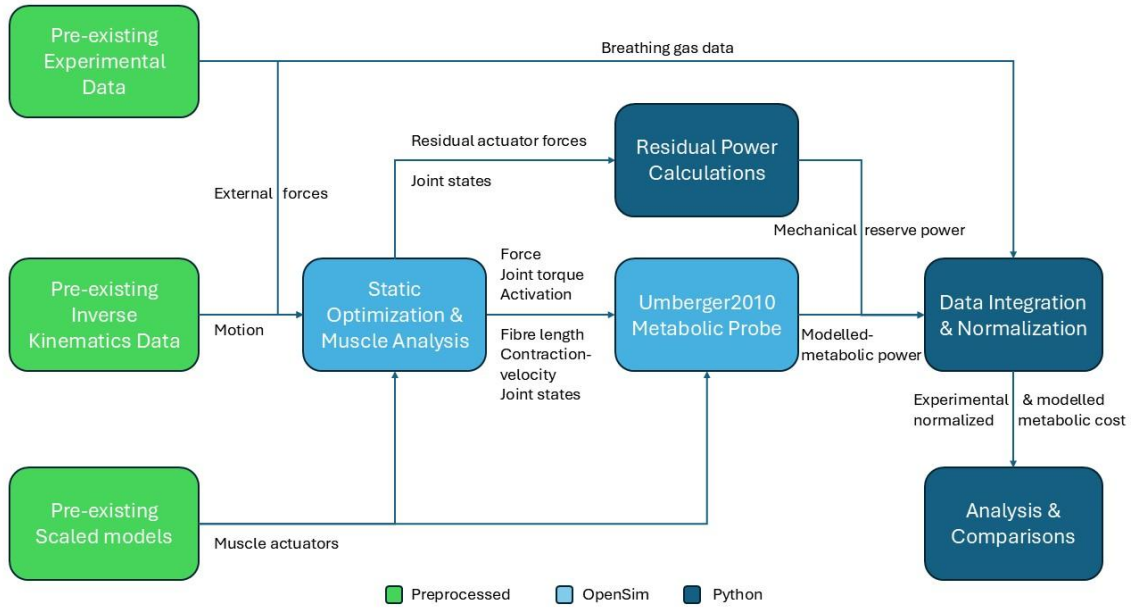 Pre-existing
Experimental
Data
Breathing gas data
Residual actuator forces
Joint states
Residual Power
Calculations
External forces
Mechanical reserve power
Pre-existing
Inverse
Kinematics Data
Motion
Static
Optimization &
Muscle Analysis
Force
Joint torque
Activation
Fibre length
Contraction-
velocity
Joint states
Umberger2010
Metabolic Probe
Modelled-
metabolic power
Data Integration
& Normalization
Experimental & modelled
normalized metabolic cost
Pre-existing
Scaled models
Muscle actuators
Analysis &
Comparisons
Preprocessed
OpenSim
Python